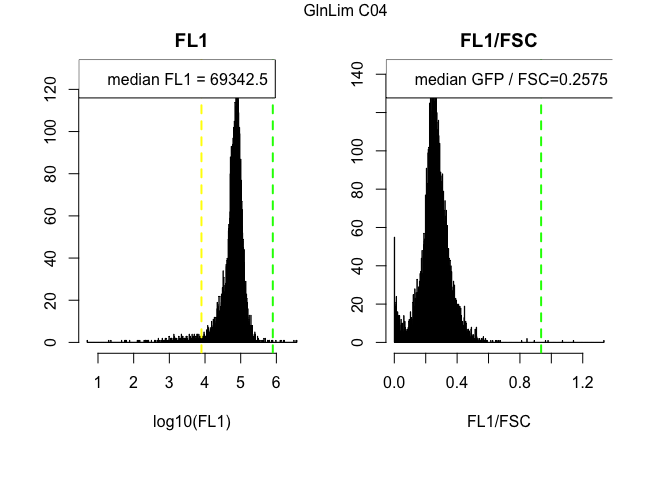 GlnLim C04
FL1
median FL1 = 69342.5
0 20 40 60 80 100 120
1 2 3 4 5 6
log10(FL1)
FL1/FSC
median GFP / FSC=0.2575
0 20 40 60 80 100 140
0.0 0.4 0.8 1.2
FL1/FSC